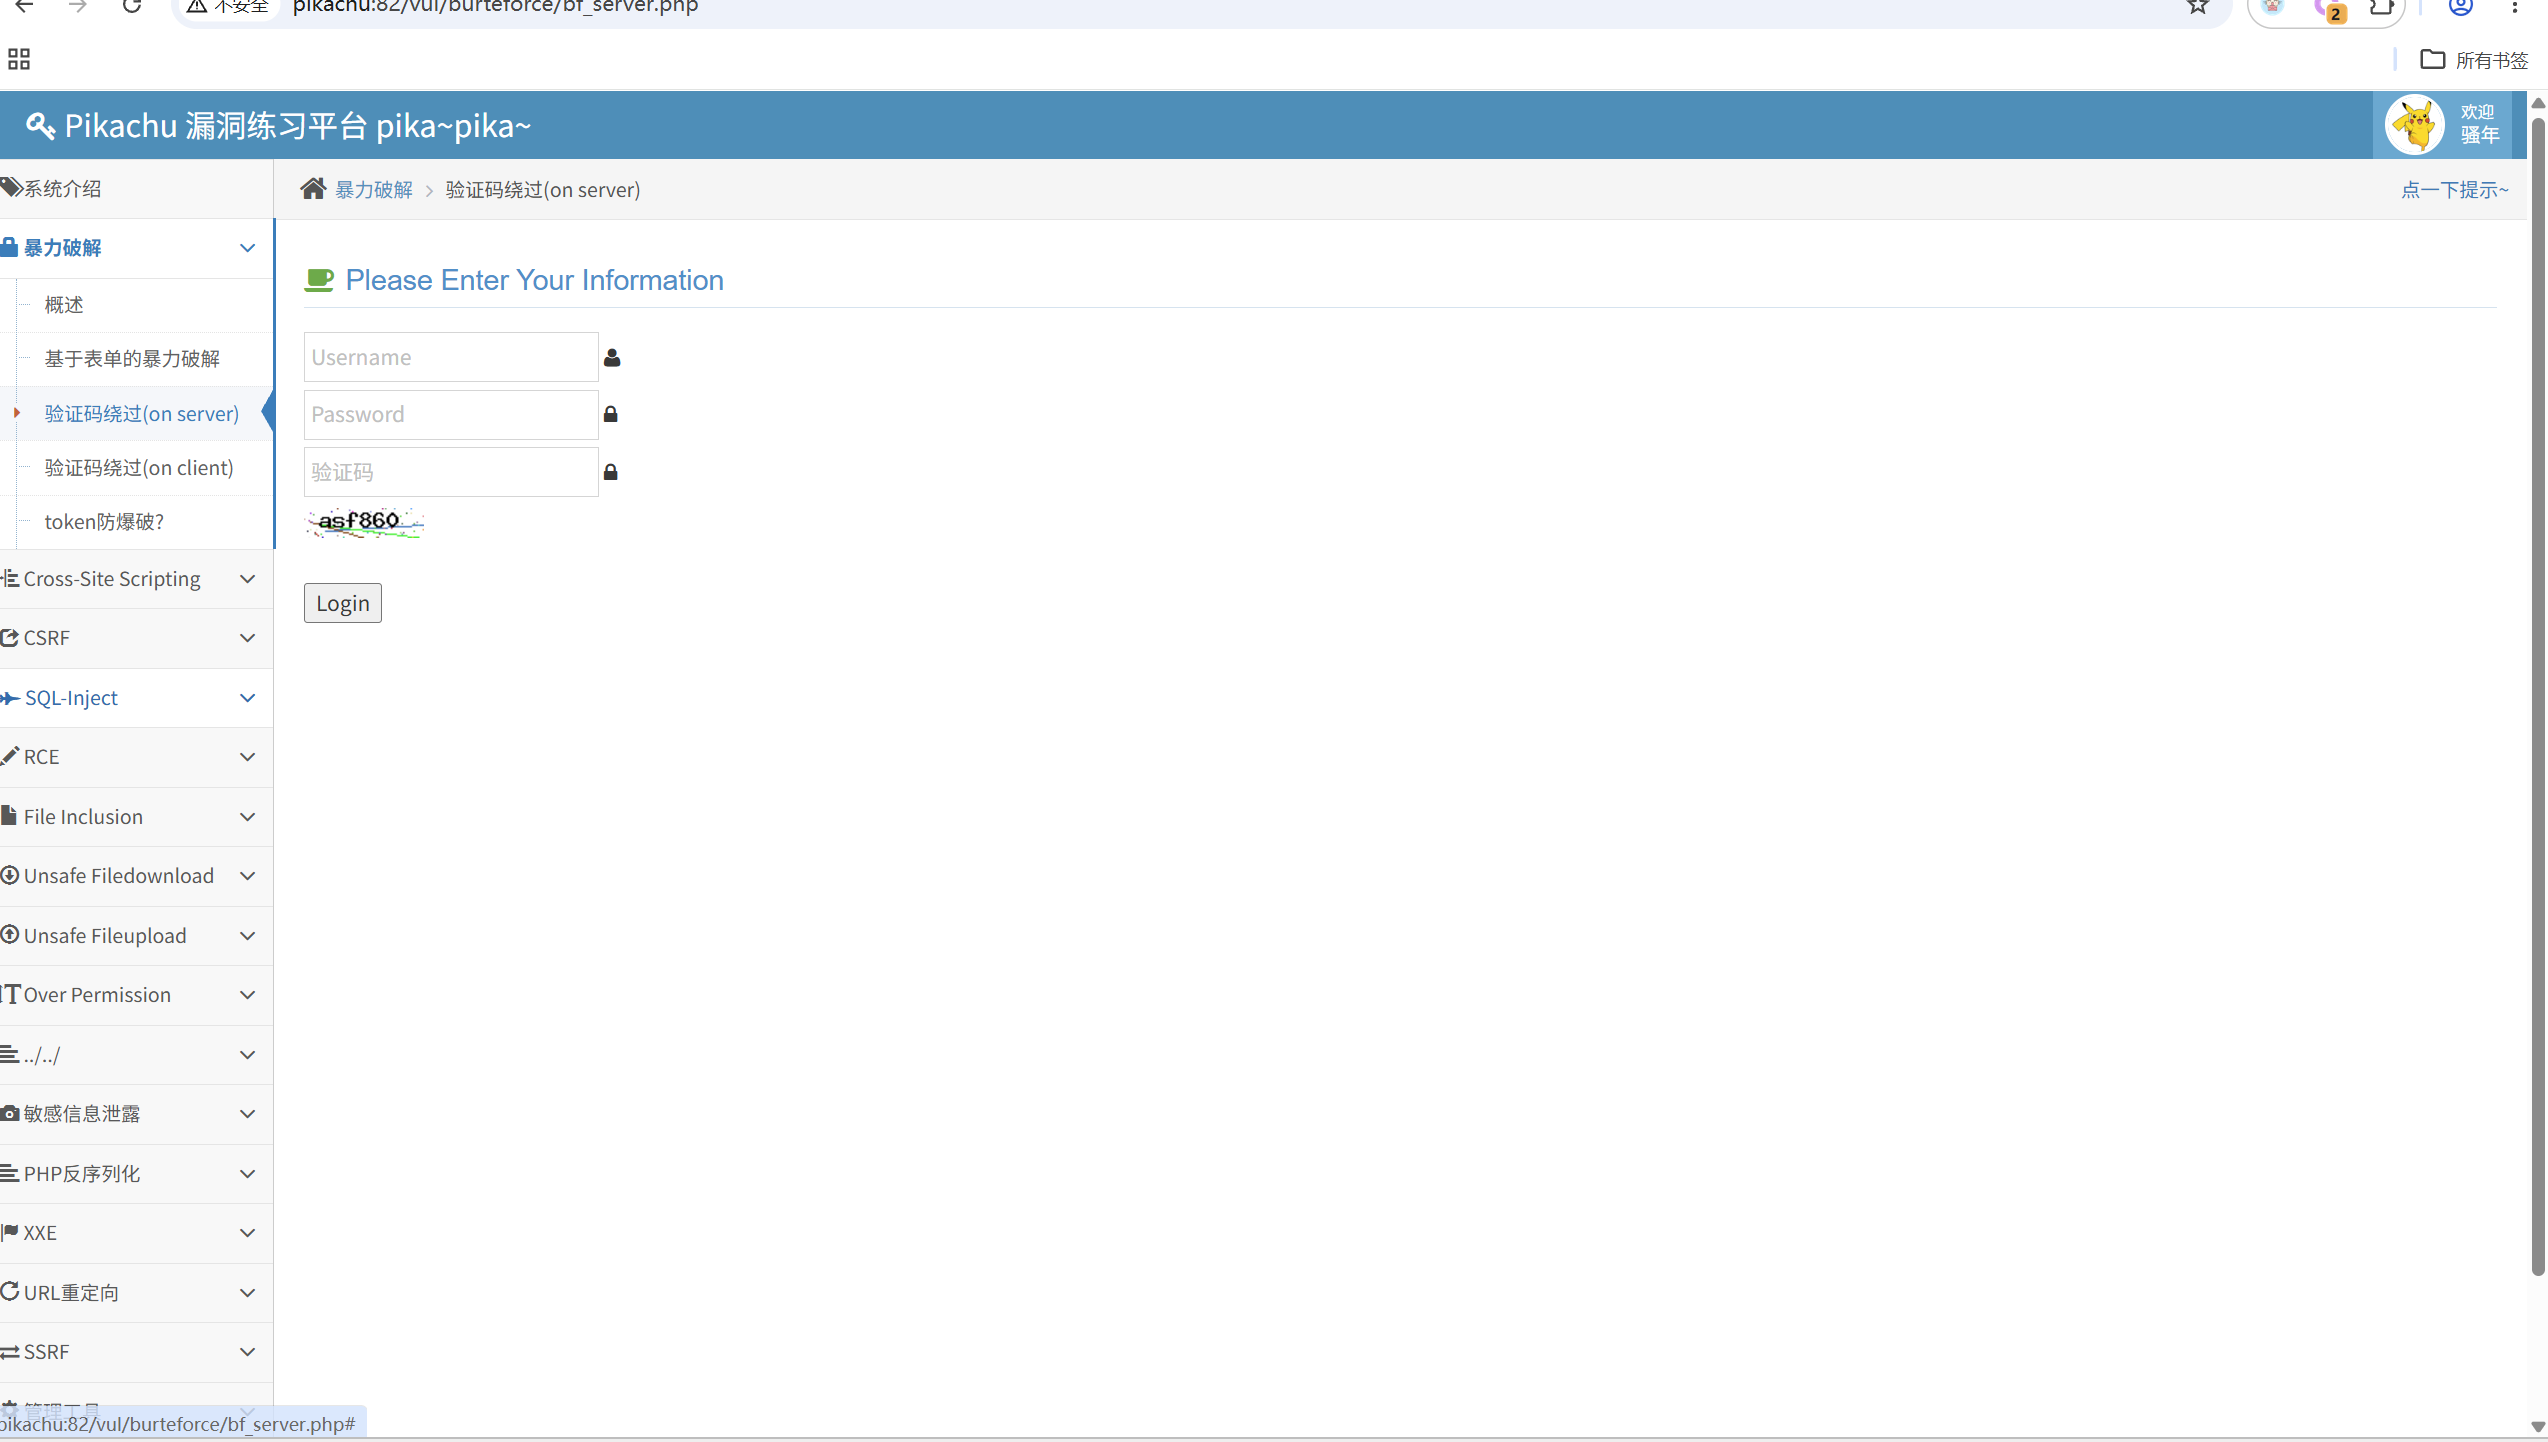 不安全
pikachu:82/vul/burteforce/bf_server.php
2
所有书签
Pikachu 漏洞练习平台 pika~pika~
欢迎
骚年
系统介绍
暴力破解
概述
基于表单的暴力破解
验证码绕过(on server)
验证码绕过(on client)
token防爆破?
Cross-Site Scripting
CSRF
SQL-Inject
RCE
File Inclusion
Unsafe Filedownload
Unsafe Fileupload
Over Permission
../../
敏感信息泄露
PHP反序列化
XXE
URL重定向
SSRF
管理工具
暴力破解 > 验证码绕过(on server)
点一下提示~
Please Enter Your Information
Username
Password
验证码
asf860
Login
pikachu:82/vul/burteforce/bf_server.php#